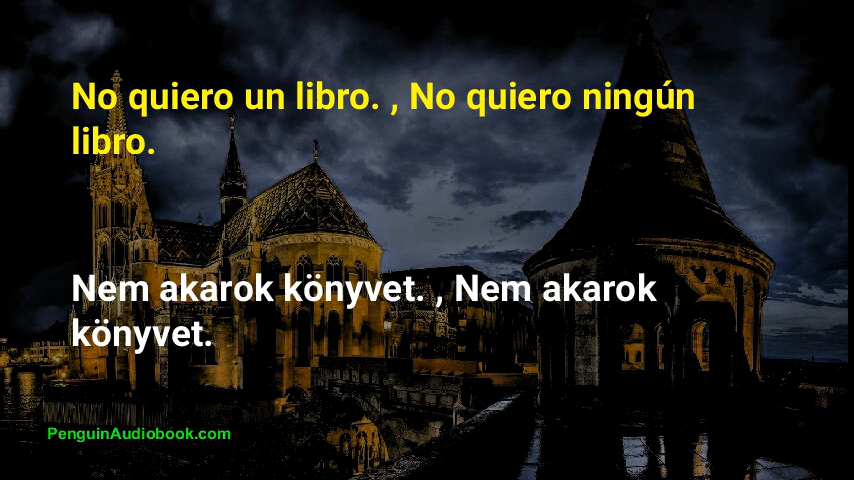 No quiero un libro. , No quiero ningún
libro.
Nem akarok könyvet. , Nem akarok
könyvet.
PenguinAudiobook.com